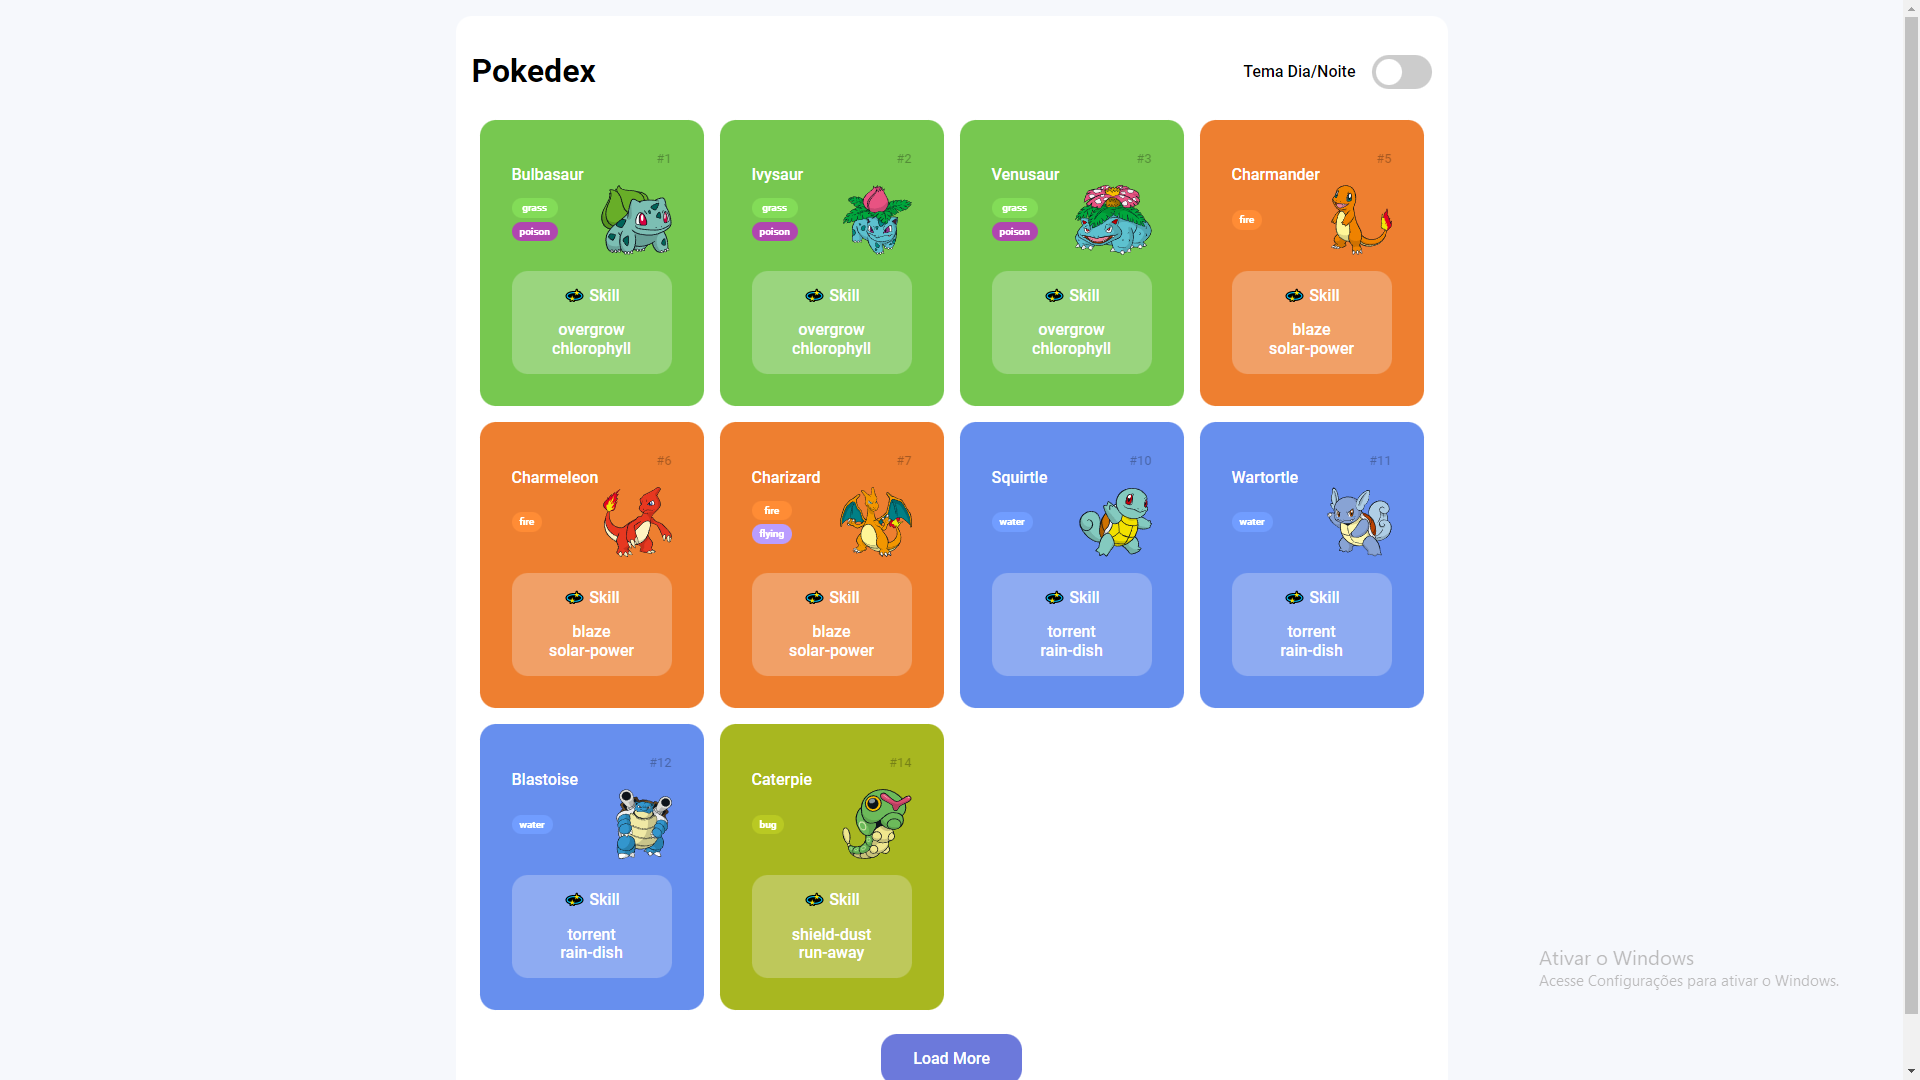 Pokedex
Tema Dia/Noite
#1
Bulbasaur
grass
poison
Skill
overgrow
chlorophyll
#2
Ivysaur
grass
poison
Skill
overgrow
chlorophyll
#3
Venusaur
grass
poison
Skill
overgrow
chlorophyll
#5
Charmander
fire
Skill
blaze
solar-power
#6
Charmeleon
fire
Skill
blaze
solar-power
#7
Charizard
fire
flying
Skill
blaze
solar-power
#10
Squirtle
water
Skill
torrent
rain-dish
#11
Wartortle
water
Skill
torrent
rain-dish
#12
Blastoise
water
Skill
torrent
rain-dish
#14
Caterpie
bug
Skill
shield-dust
run-away
Load More
Ativar o Windows
Acesse Configurações para ativar o Windows.